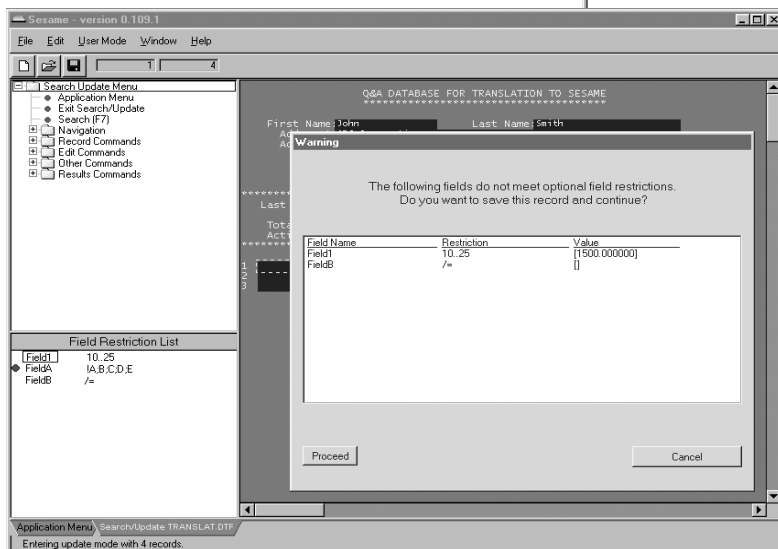 Sesame - version 0.109.1
File Edit User Mode Window Help
1 4
Search Update Menu
Application Menu
Exit Search/Update
Search (F7)
Navigation
Record Commands
Edit Commands
Other Commands
Results Commands
Q&A DATABASE FOR TRANSLATION TO SESAME
First Name: John Last Name: Smith
Warning
The following fields do not meet optional field restrictions.
Do you want to save this record and continue?
Field Name Restriction Value
Field1 10..25 [1500.000000]
FieldB /= []
Proceed Cancel
Last
Tota
Acti
1
2
3
Field Restriction List
Field1 10..25
FieldA !A;B;C;D;E
FieldB /=
Application Menu Search/Update TRANSLAT.DTF
Entering update mode with 4 records.